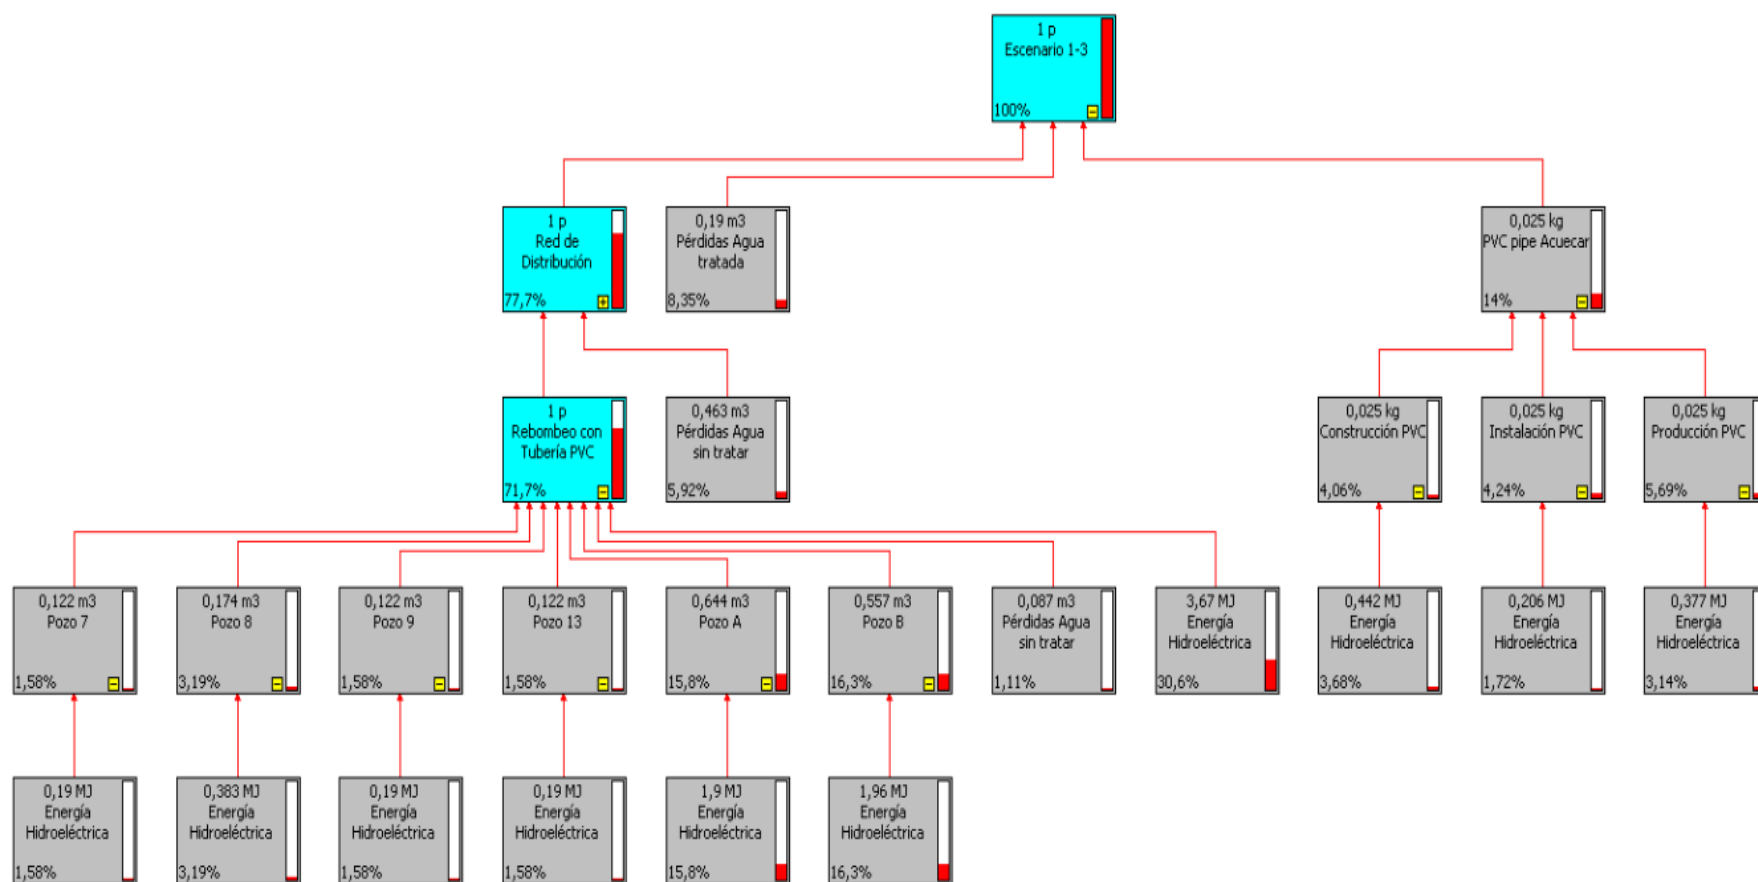 1 p
Escenario 1-3
100%
1 p
Red de
Distribución
77,7%
0,19 m3
Pérdidas Agua
tratada
8,35%
0,025 kg
PVC pipe Acuecar
14%
1 p
Rebombeo con
Tubería PVC
71,7%
0,463 m3
Pérdidas Agua
sin tratar
5,92%
0,025 kg
Construcción PVC
4,06%
0,025 kg
Instalación PVC
4,24%
0,025 kg
Producción PVC
5,69%
0,122 m3
Pozo 7
1,58%
0,174 m3
Pozo 8
3,19%
0,122 m3
Pozo 9
1,58%
0,122 m3
Pozo 13
1,58%
0,644 m3
Pozo A
15,8%
0,557 m3
Pozo B
16,3%
0,087 m3
Pérdidas Agua
sin tratar
1,11%
3,67 MJ
Energía
Hidroeléctrica
30,6%
0,442 MJ
Energía
Hidroeléctrica
3,68%
0,206 MJ
Energía
Hidroeléctrica
1,72%
0,377 MJ
Energía
Hidroeléctrica
3,14%
0,19 MJ
Energía
Hidroeléctrica
1,58%
0,383 MJ
Energía
Hidroeléctrica
3,19%
0,19 MJ
Energía
Hidroeléctrica
1,58%
0,19 MJ
Energía
Hidroeléctrica
1,58%
1,9 MJ
Energía
Hidroeléctrica
15,8%
1,96 MJ
Energía
Hidroeléctrica
16,3%